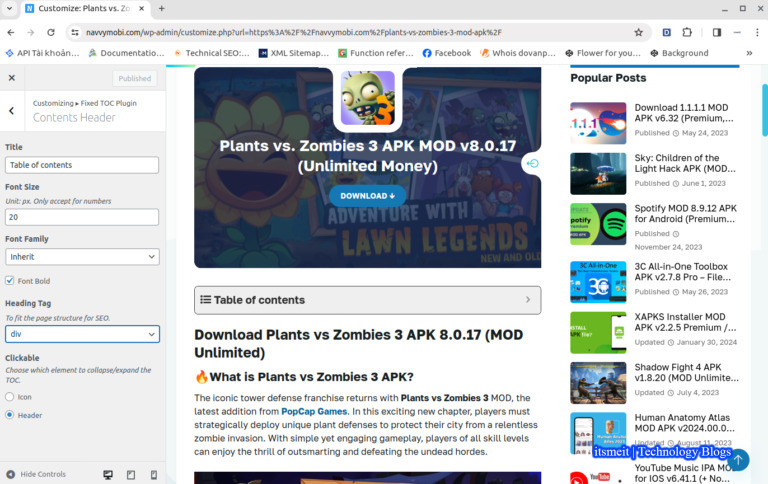 Customize: Plants vs. Zo
navvymobi.com/wp-admin/customize.php?url=https%3A%2F%2Fnavvymobi.com%2Fplants-vs-zombies-3-mod-apk%2F
API Tài khoản…
Documentatio…
Technical SEO:…
XML Sitemap…
Function refer…
Facebook
Whois dovanp…
Flower for you…
Background
Published
Customizing ▸ Fixed TOC Plugin
Contents Header
Title
Table of contents
Font Size
Unit: px. Only accept for numbers
20
Font Family
Inherit
Font Bold
Heading Tag
To fit the page structure for SEO.
div
Clickable
Choose which element to collapse/expand the
TOC.
Icon
Header
Hide Controls
3
Plants vs. Zombies 3 APK MOD v8.0.17
(Unlimited Money)
DOWNLOAD
ADVENTURE WITH
LAWN LEGENDS
NEW AND OLD
Table of contents
Download Plants vs Zombies 3 APK 8.0.17 (MOD
Unlimited)
🔥What is Plants vs Zombies 3 APK?
The iconic tower defense franchise returns with Plants vs Zombies 3 MOD, the
latest addition from PopCap Games. In this exciting new chapter, players must
strategically deploy unique plant defenses to protect their city from a relentless
zombie invasion. With simple yet engaging gameplay, players of all skill levels
can enjoy the thrill of outsmarting and defeating the undead hordes.
Popular Posts
1.1.1.1
Download 1.1.1.1 MOD
APK v6.32 (Premium,…
Published May 24, 2023
Sky: Children of the
Light Hack APK (MOD…
Published June 1, 2023
Spotify
Premium
Spotify MOD 8.9.12 APK
for Android (Premium…
Published
November 24, 2023
3C All-in-One
3C All-in-One Toolbox
APK v2.7.8 Pro – File…
Published May 26, 2023
XAPKS Installer MOD
APK v2.2.5 Premium /…
Updated January 30, 2024
Shadow Fight 4 APK
v1.8.20 (MOD Unlimite…
Updated July 4, 2023
Human Anatomy Atlas
MOD APK v2024.00.0…
Updated August 11, 2023
itsmeit | Technology Blogs
YouTube
YouTube Music IPA MO
for IOS v6.41.1 (+ No…